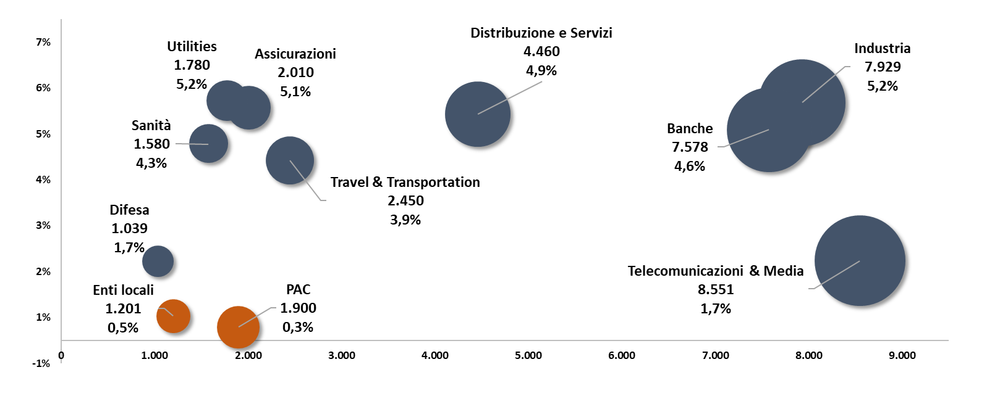 7%
6%
5%
4%
3%
2%
1%
-1%
Utilities
1.780
5,2%
Assicurazioni
2.010
5,1%
Distribuzione e Servizi
4.460
4,9%
Industria
7.929
5,2%
Sanità
1.580
4,3%
Banche
7.578
4,6%
Travel & Transportation
2.450
3,9%
Difesa
1.039
1,7%
Telecomunicazioni & Media
8.551
1,7%
Enti locali
1.201
0,5%
PAC
1.900
0,3%
0 1.000 2.000 3.000 4.000 5.000 6.000 7.000 8.000 9.000